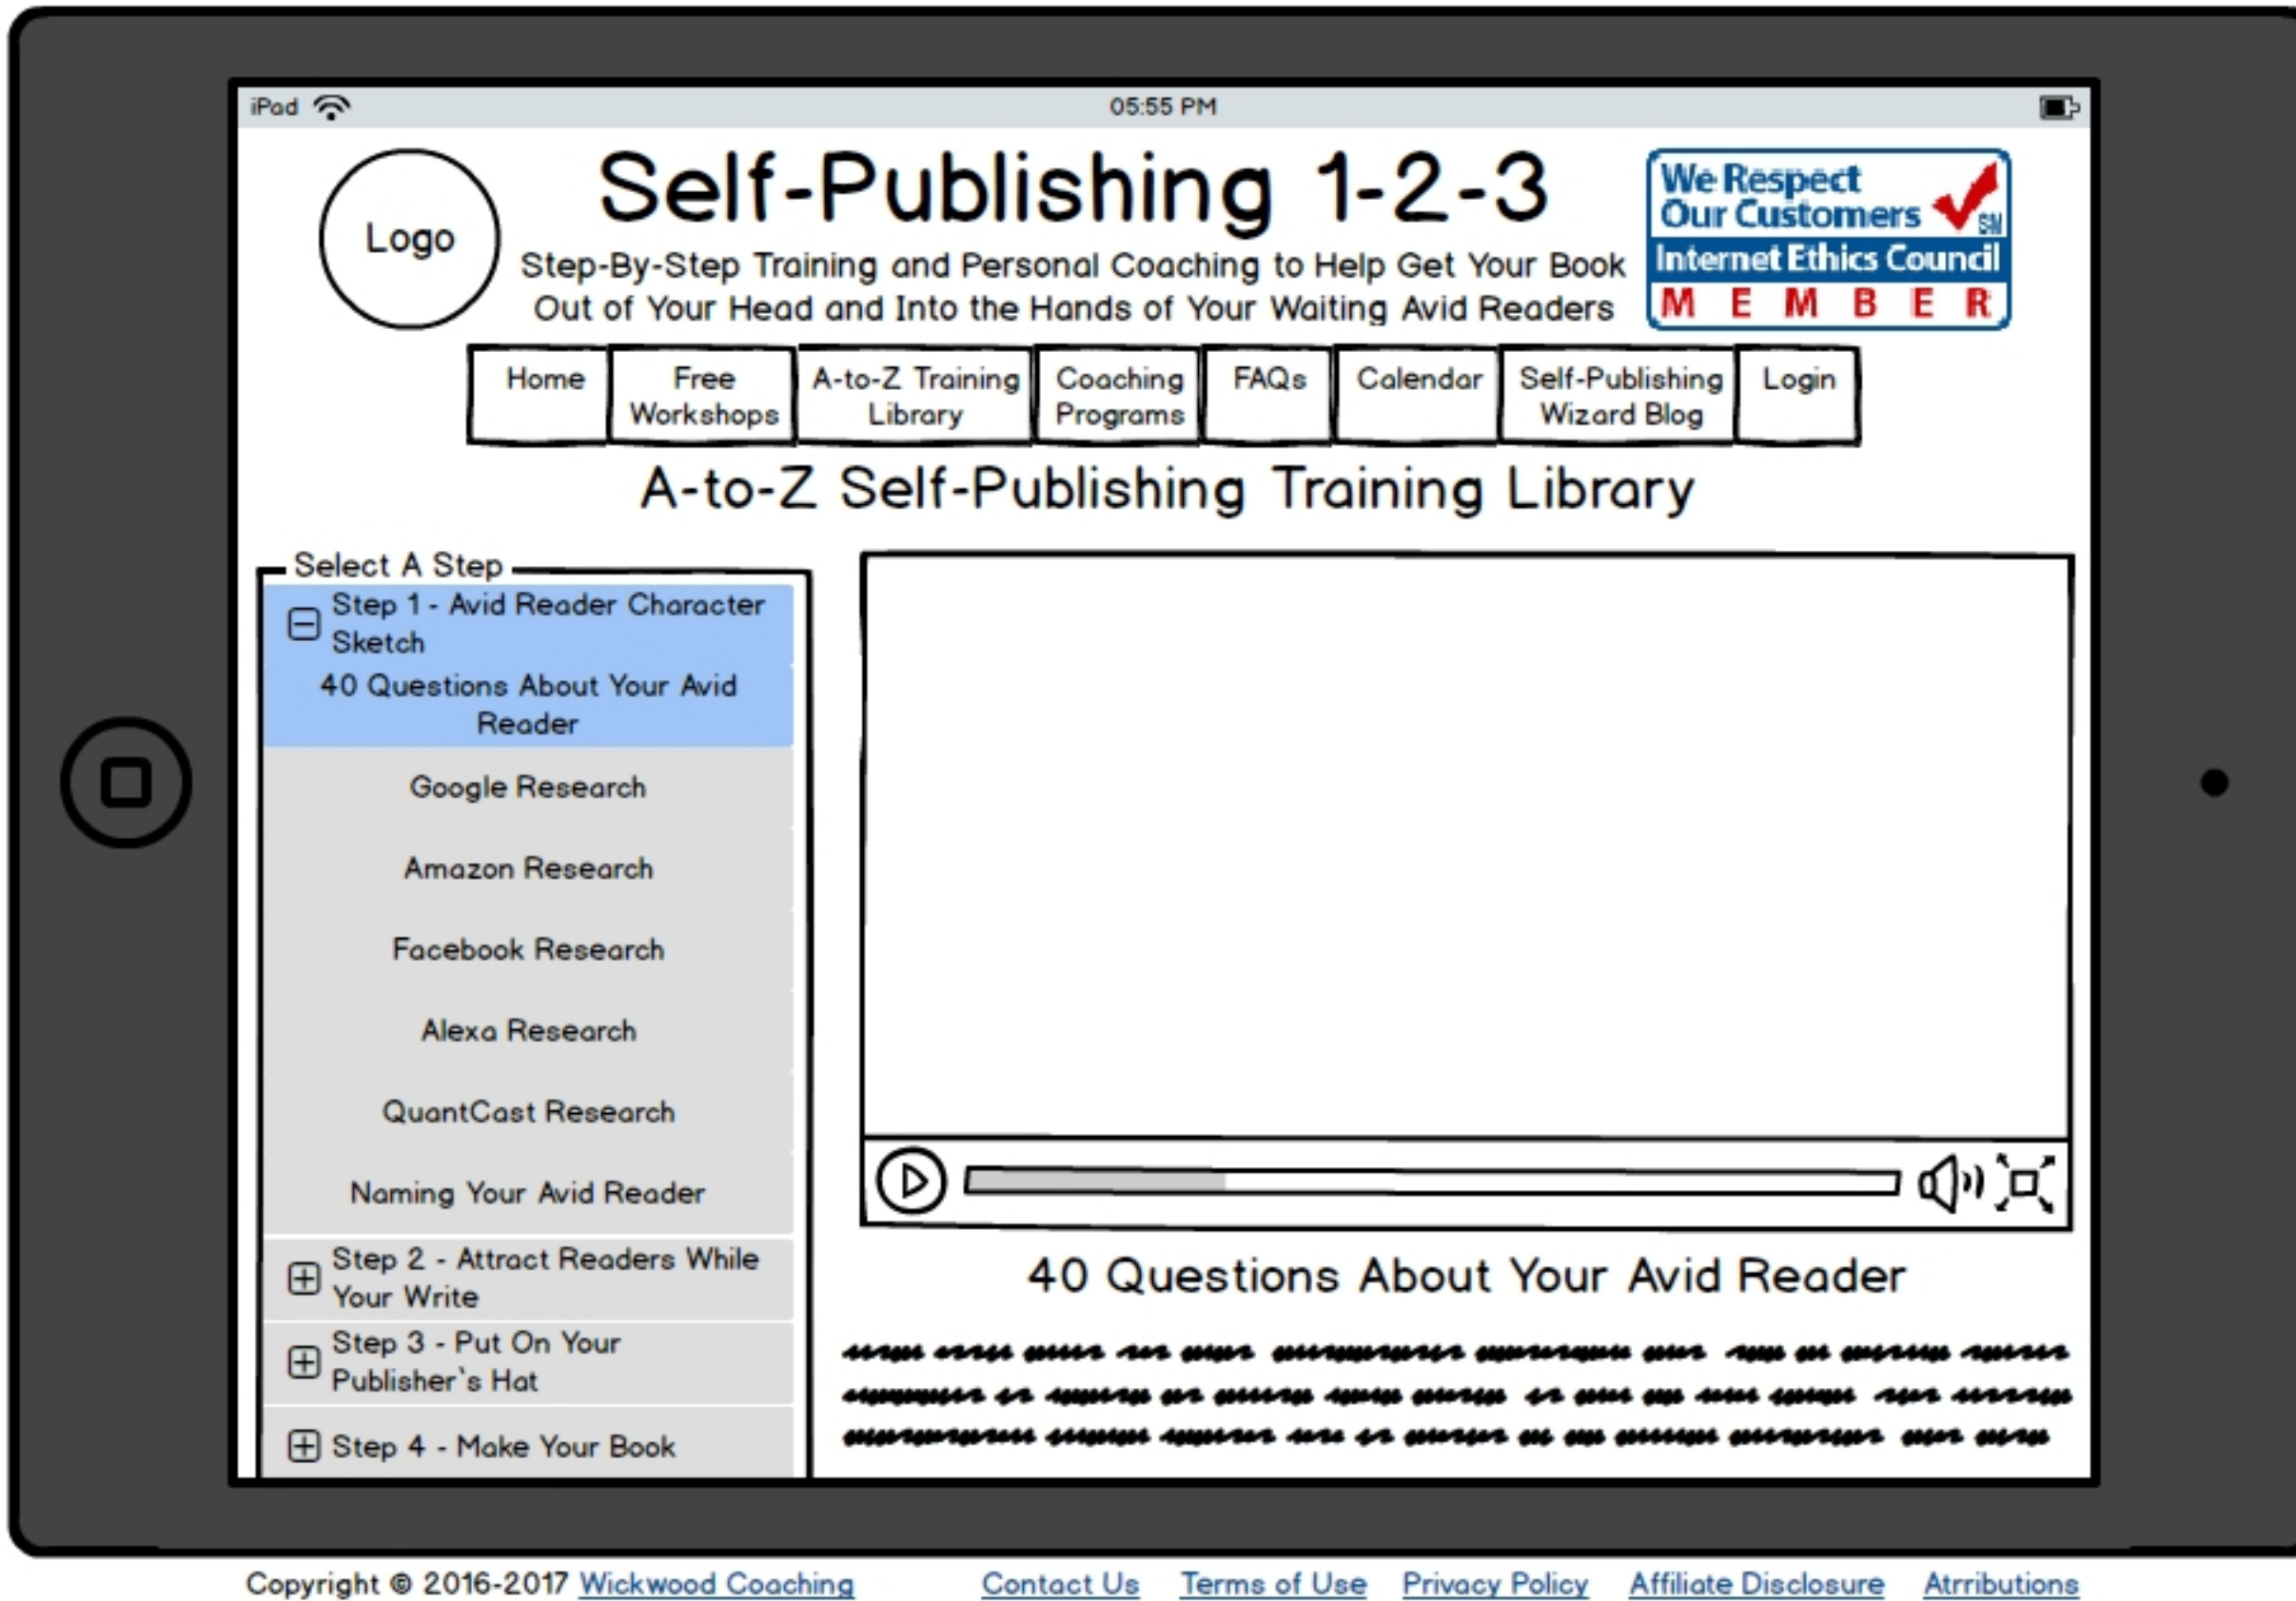 iPad
05:55 PM
Logo
Self-Publishing 1-2-3
Step-By-Step Training and Personal Coaching to Help Get Your Book
Out of Your Head and Into the Hands of Your Waiting Avid Readers
We Respect
Our Customers
SM
Internet Ethics Council
MEMBER
Home
Free
Workshops
A-to-Z Training
Library
Coaching
Programs
FAQs
Calendar
Self-Publishing
Wizard Blog
Login
A-to-Z Self-Publishing Training Library
Select A Step
Step 1 - Avid Reader Character
Sketch
40 Questions About Your Avid
Reader
Google Research
Amazon Research
Facebook Research
Alexa Research
QuantCast Research
Naming Your Avid Reader
Step 2 - Attract Readers While
Your Write
Step 3 - Put On Your
Publisher`s Hat
Step 4 - Make Your Book
40 Questions About Your Avid Reader
Copyright © 2016-2017 Wickwood Coaching
Contact Us
Terms of Use
Privacy Policy
Affiliate Disclosure
Atrributions